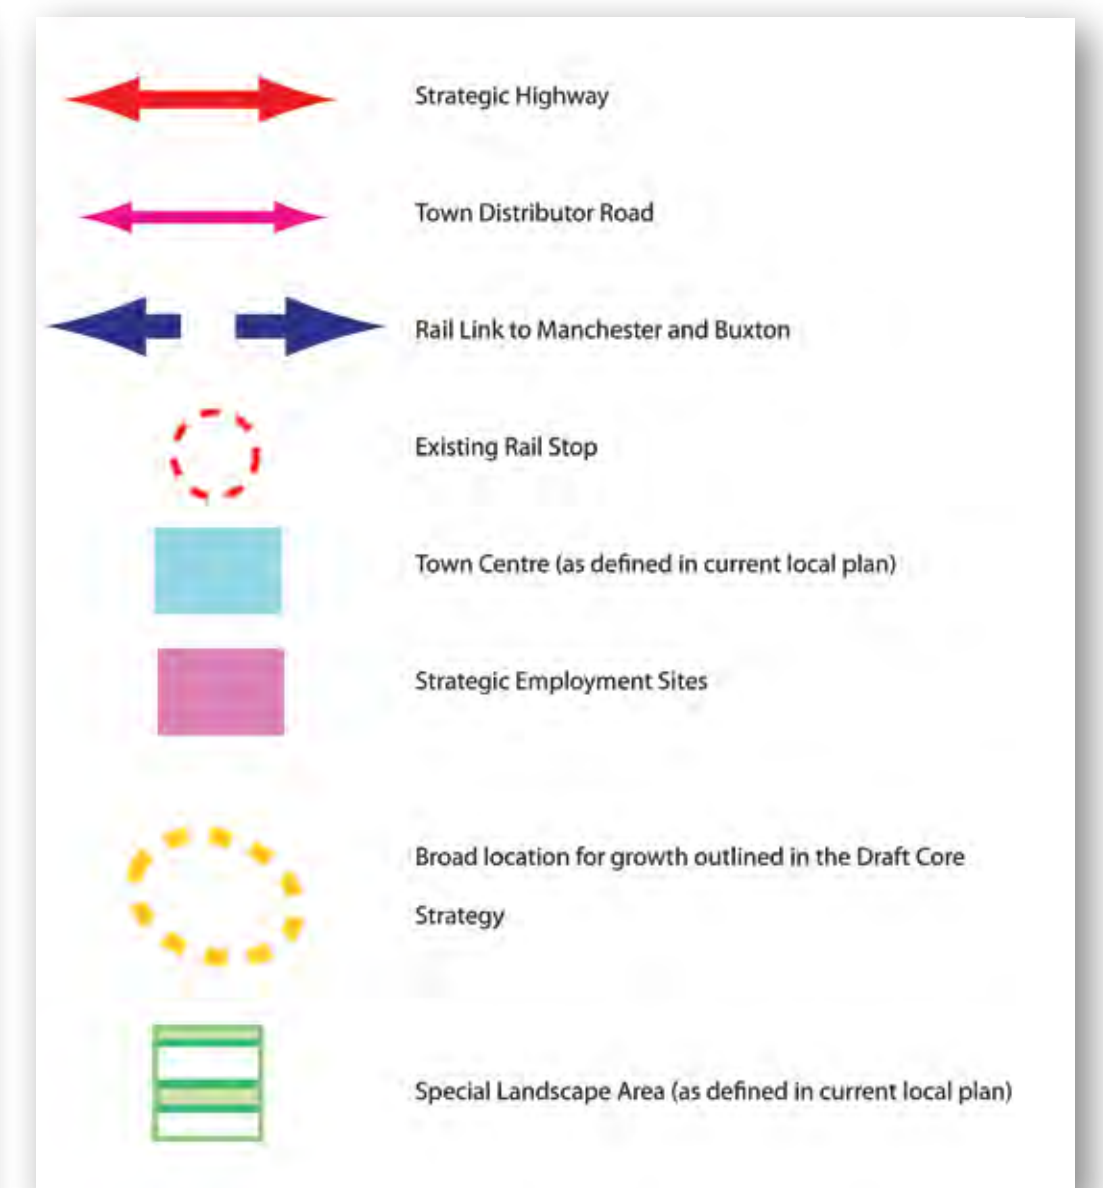 Strategic Highway
Town Distributor Road
Rail Link to Manchester and Buxton
Existing Rail Stop
Town Centre (as defined in current local plan)
Strategic Employment Sites
Broad location for growth outlined in the Draft Core
Strategy
Special Landscape Area (as defined in current local plan)